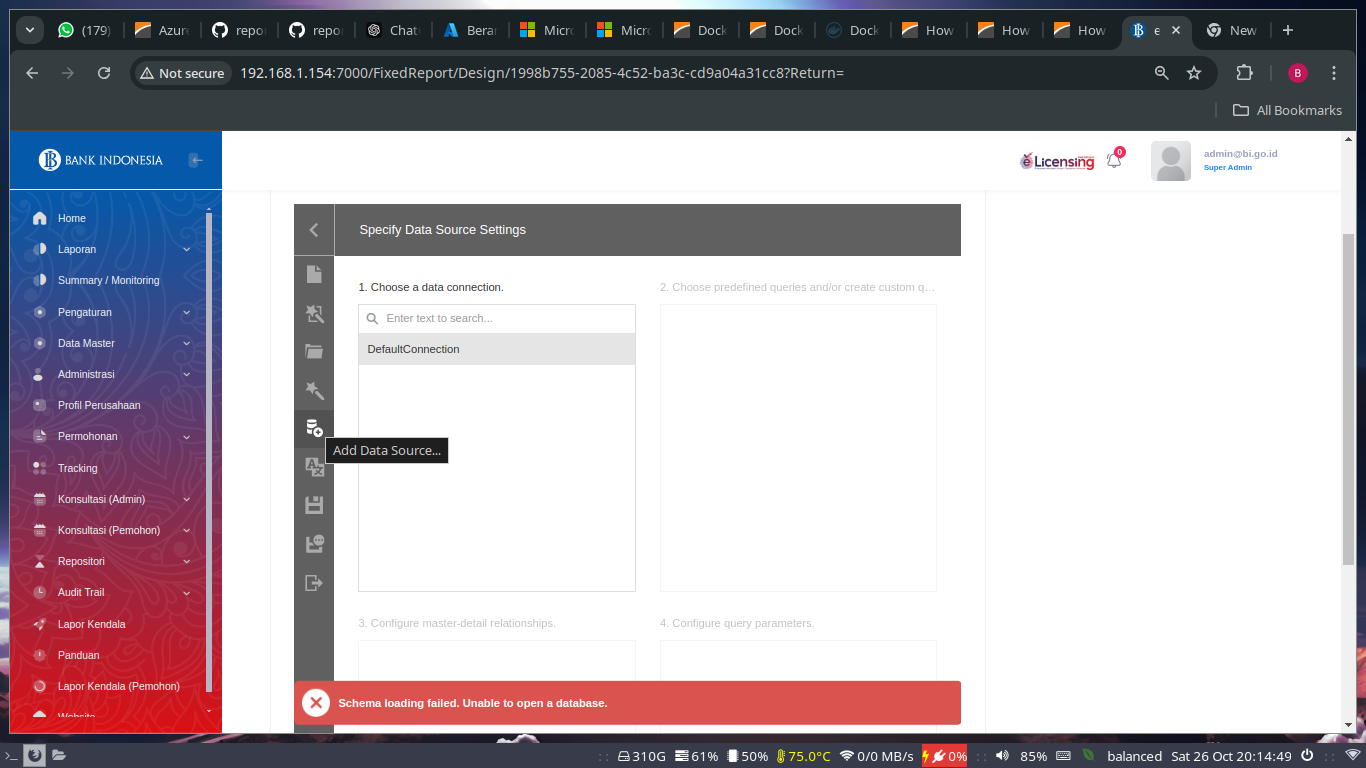 (179)
Azure
repo
repo
Chat
Berar
Micro
Micro
Dock
Dock
Dock
How
How
How
e
New
Not secure
192.168.1.154:7000/FixedReport/Design/1998b755-2085-4c52-ba3c-cd9a04a31cc8?Return=
B
All Bookmarks
BANK INDONESIA
eLicensing
0
admin@bi.go.id
Super Admin
Home
Laporan
Summary / Monitoring
Pengaturan
Data Master
Administrasi
Profil Perusahaan
Permohonan
Tracking
Konsultasi (Admin)
Konsultasi (Pemohon)
Repositori
Audit Trail
Lapor Kendala
Panduan
Lapor Kendala (Pemohon)
Website
Specify Data Source Settings
1. Choose a data connection.
Enter text to search...
DefaultConnection
2. Choose predefined queries and/or create custom q...
Add Data Source...
3. Configure master-detail relationships.
4. Configure query parameters.
Schema loading failed. Unable to open a database.
310G 61% 50% 75.0°C 0/0 MB/s 0% 85% balanced Sat 26 Oct 20:14:49